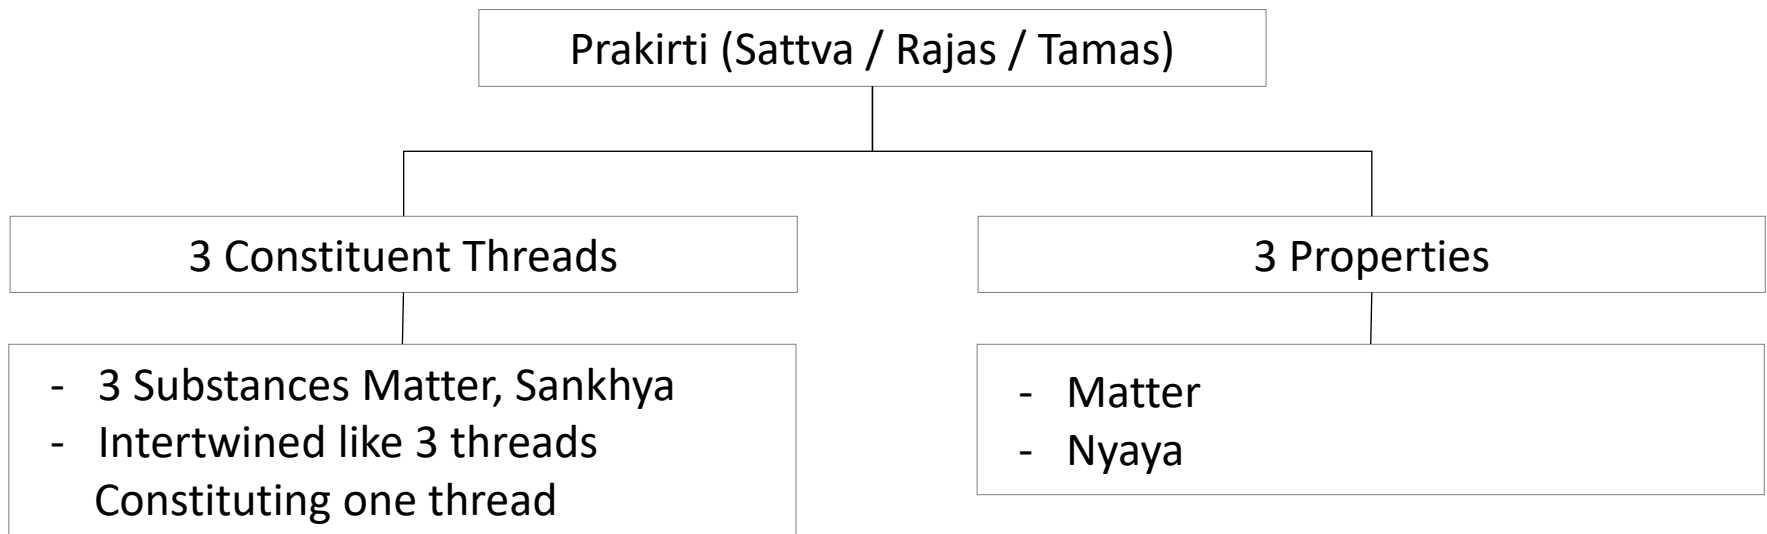 Prakirti (Sattva / Rajas / Tamas)
3 Constituent Threads
3 Properties
- 3 Substances Matter, Sankhya
- Intertwined like 3 threads
Constituting one thread
- Matter
- Nyaya